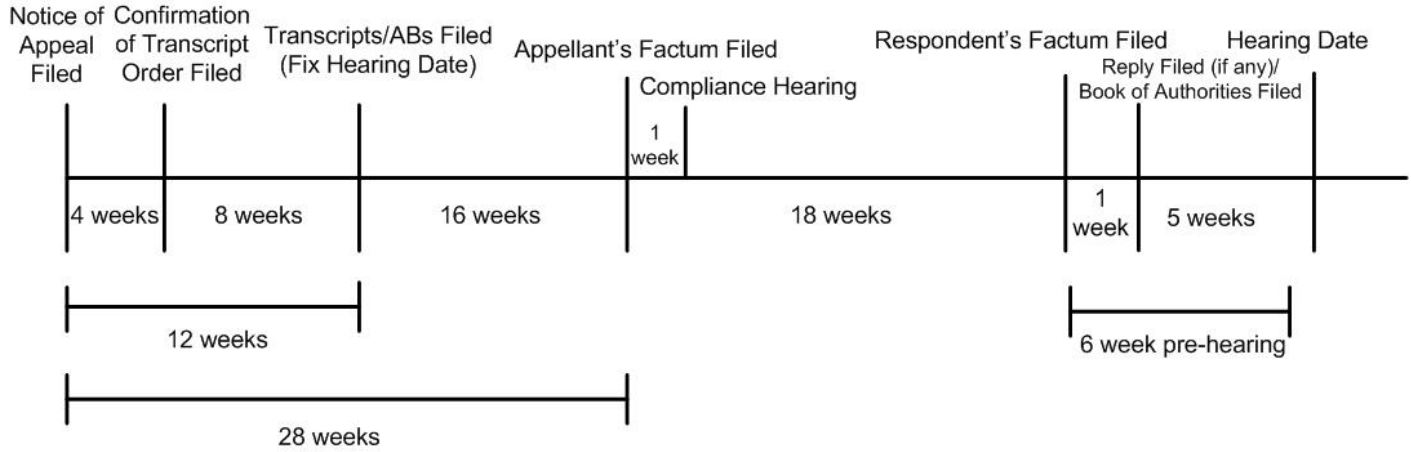 Notice of
Appeal
Filed
Confirmation
of Transcript
Order Filed
Transcripts/ABs Filed
(Fix Hearing Date)
Appellant's Factum Filed
Compliance Hearing
Respondent's Factum Filed
Reply Filed (if any)/
Book of Authorities Filed
Hearing Date
1
week
4 weeks
8 weeks
16 weeks
18 weeks
1
week
5 weeks
12 weeks
6 week pre-hearing
28 weeks